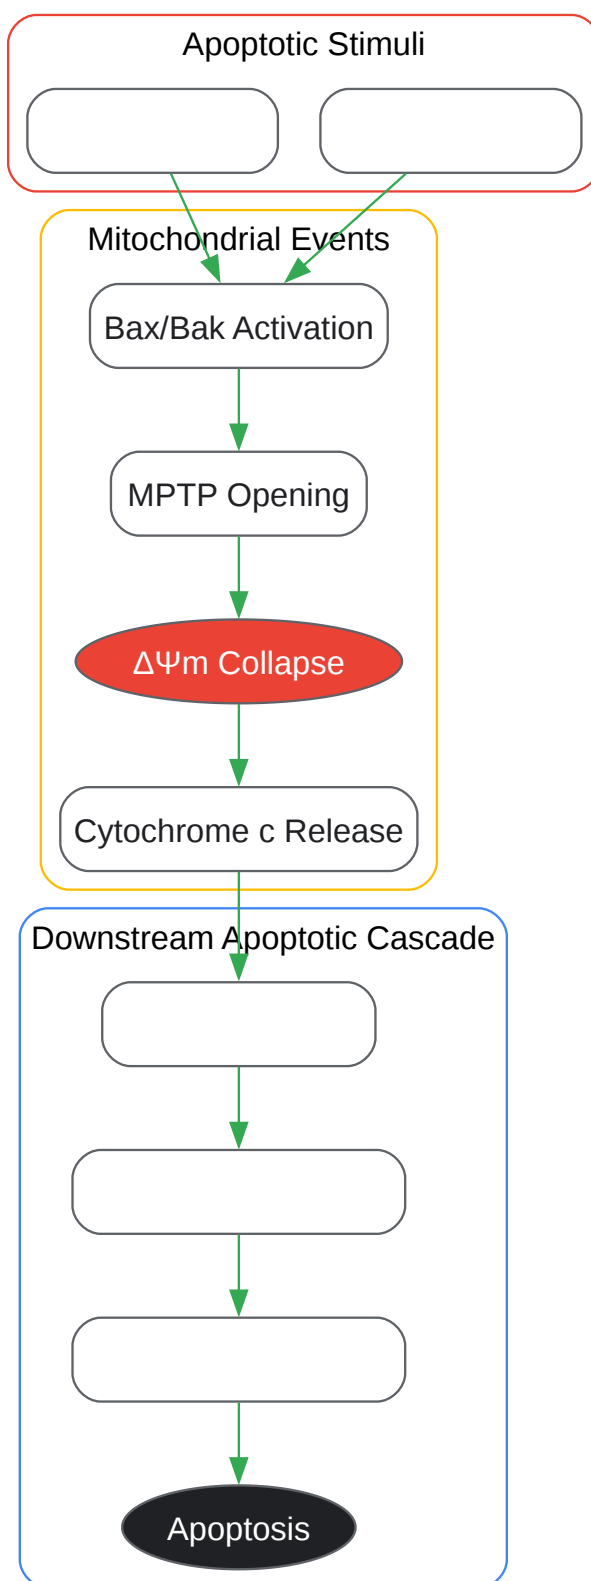 Apoptotic Stimuli
Mitochondrial Events
Bax/Bak Activation
MPTP Opening
ΔΨm Collapse
Cytochrome c Release
Downstream Apoptotic Cascade
Apoptosis